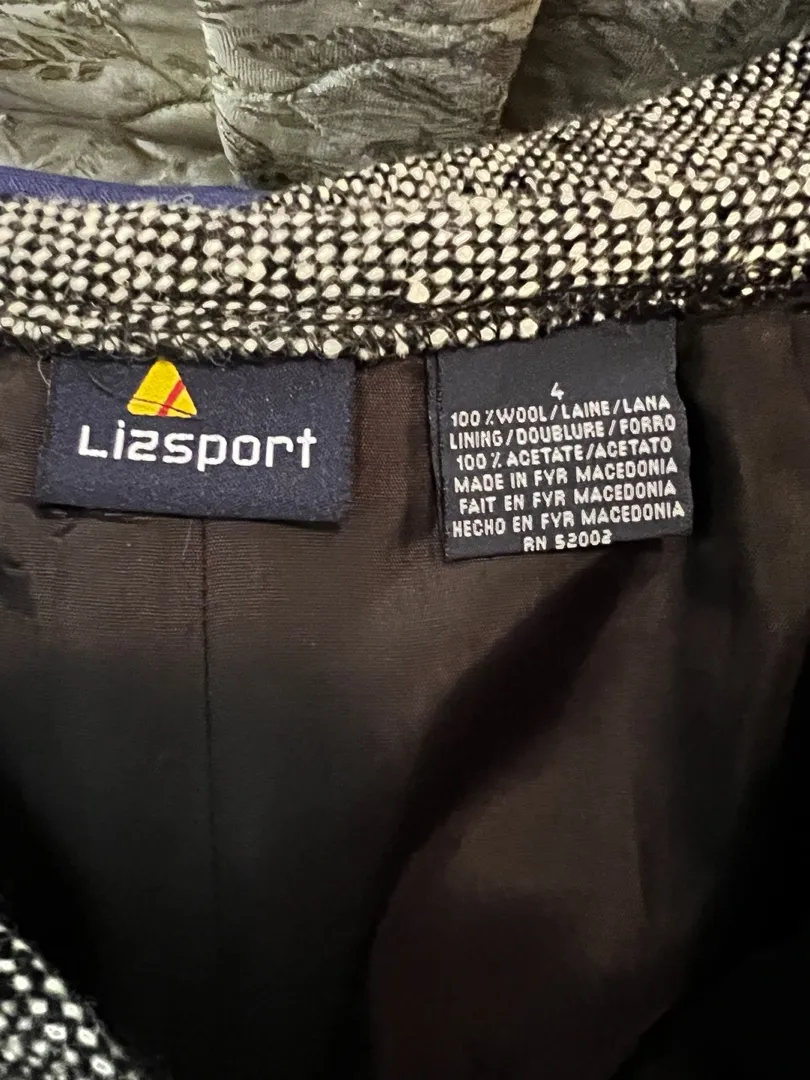 Lizsport
4
100 % WOOL/LAINE/LANA
LINING/DOUBLURE/FORRO
100 % ACETATE/ACETATO
MADE IN FYR MACEDONIA
FAIT EN FYR MACEDONIA
HECHO EN FYR MACEDONIA
RN 52002